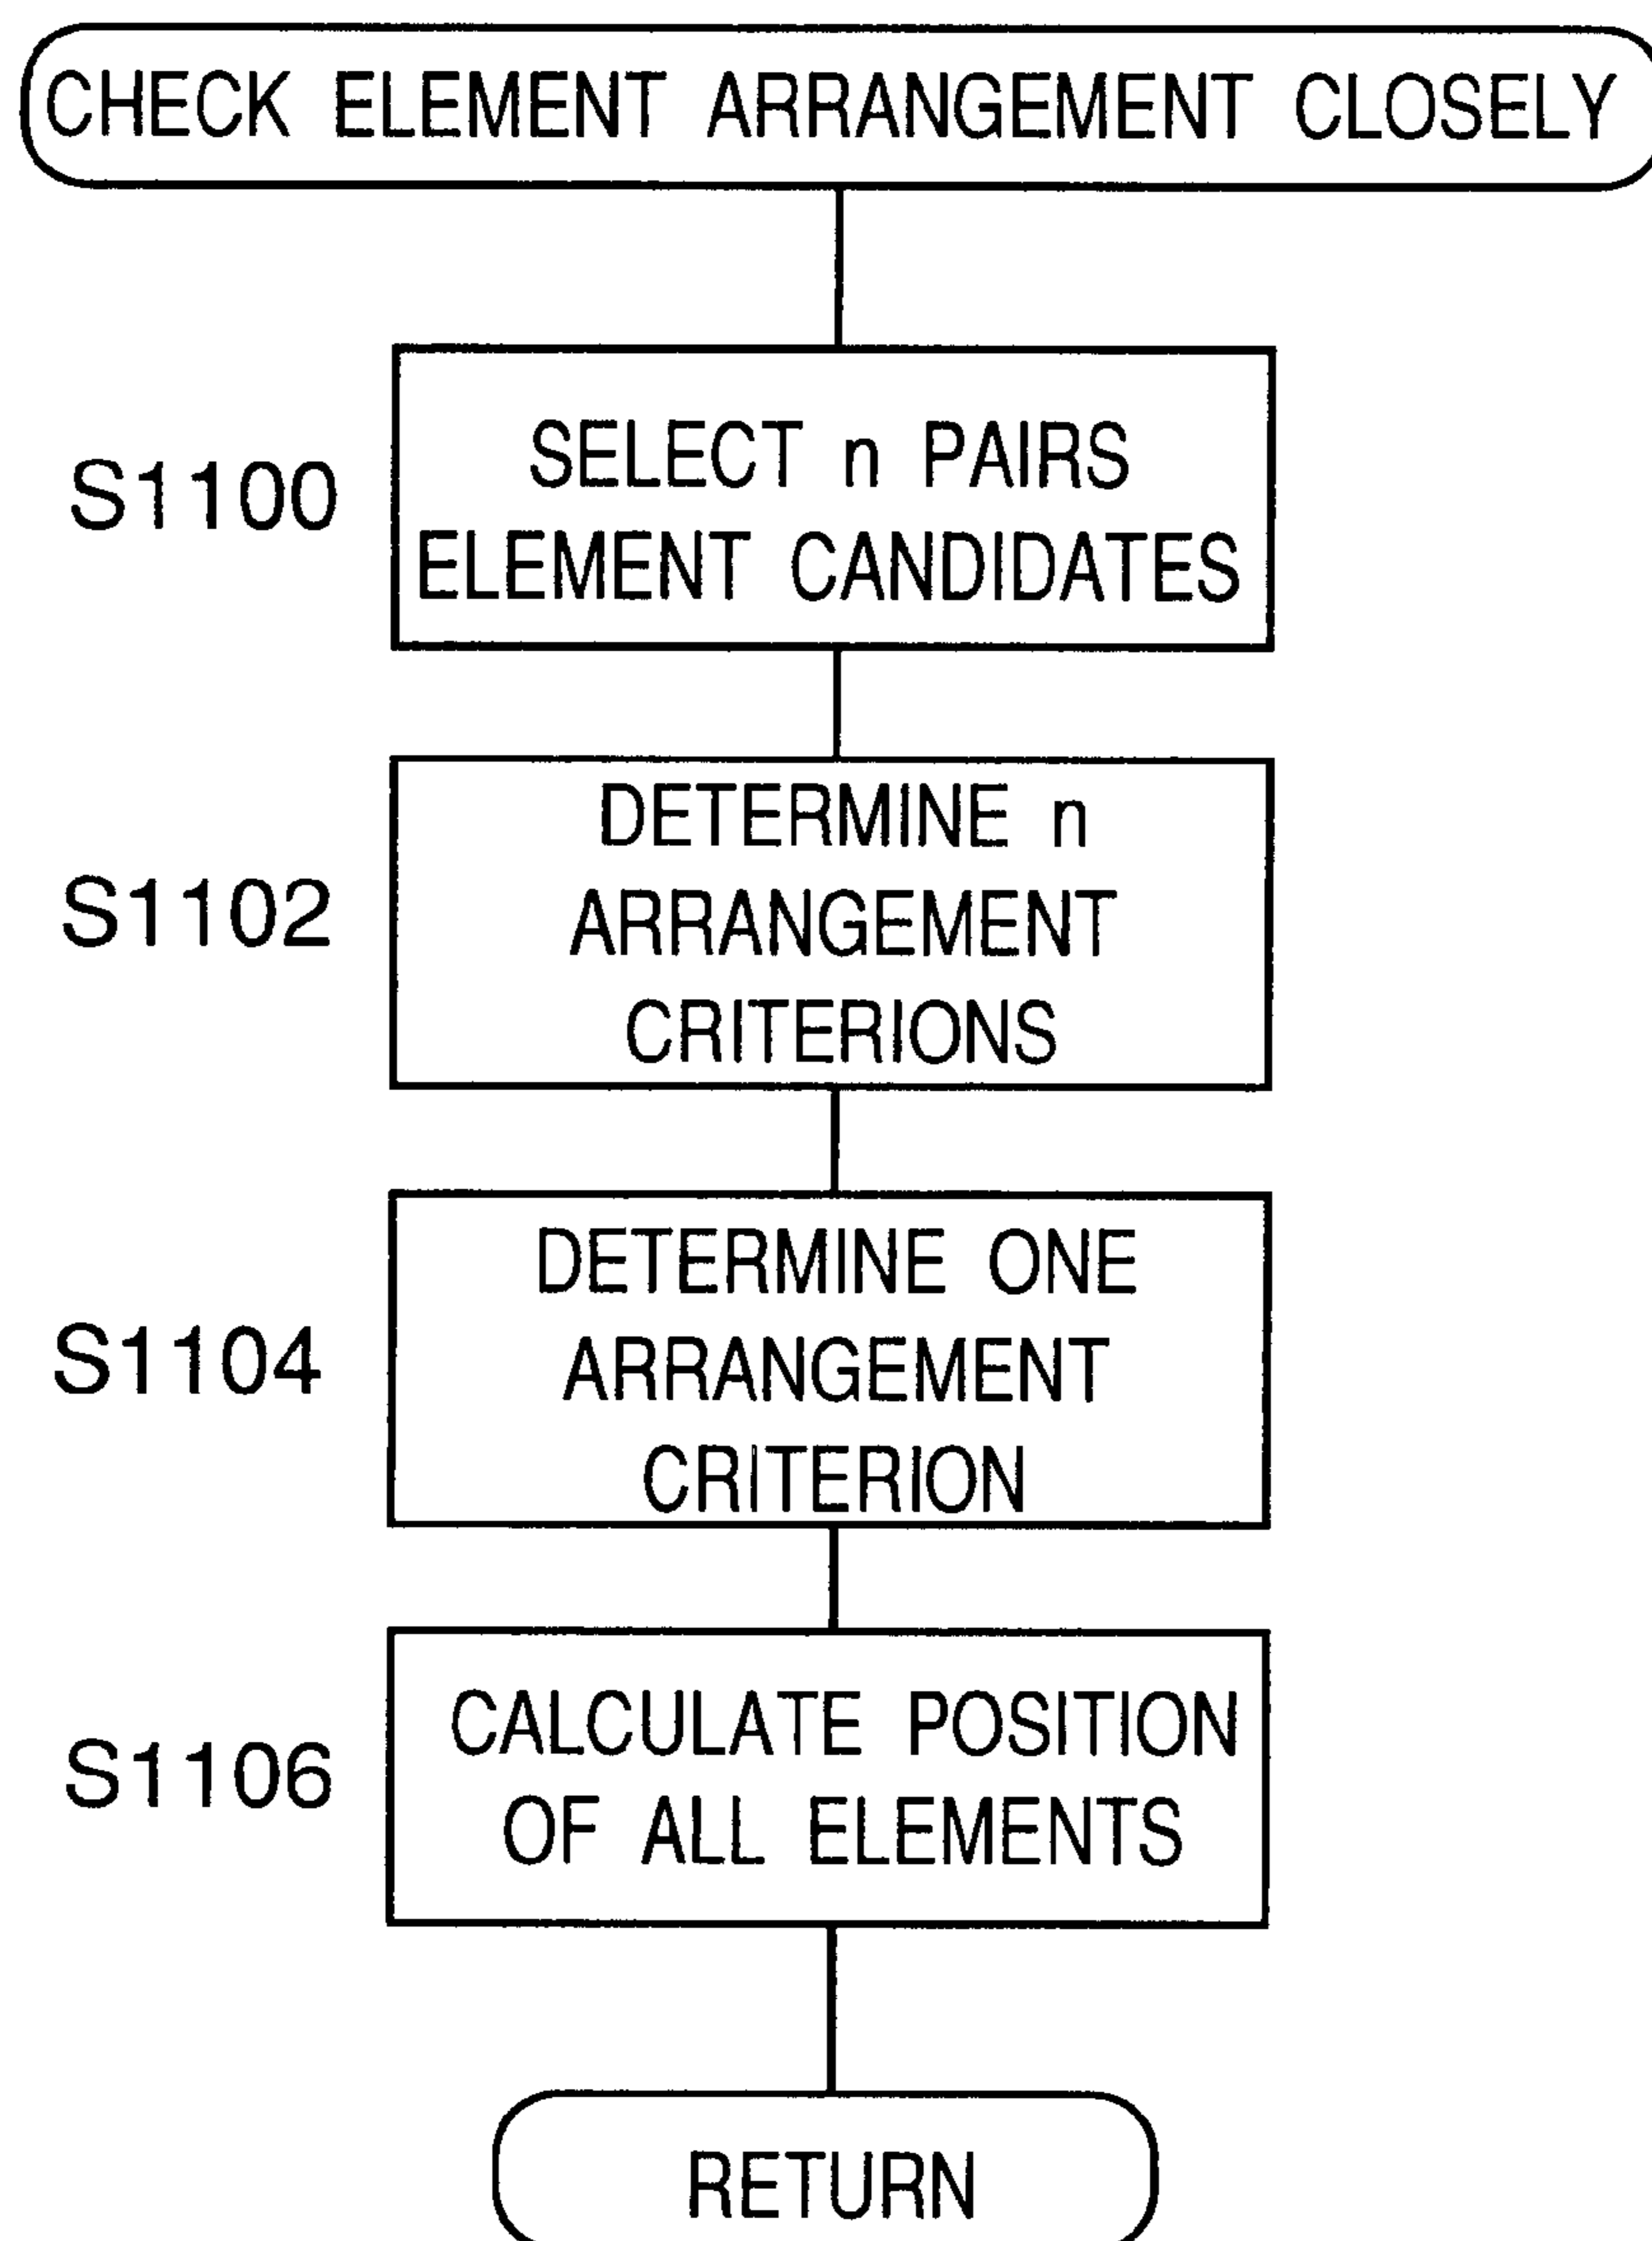 CHECK ELEMENT ARRANGEMENT CLOSELY
S1100
SELECT n PAIRS
ELEMENT CANDIDATES
S1102
DETERMINE n
ARRANGEMENT
CRITERIONS
S1104
DETERMINE ONE
ARRANGEMENT
CRITERION
S1106
CALCULATE POSITION
OF ALL ELEMENTS
RETURN